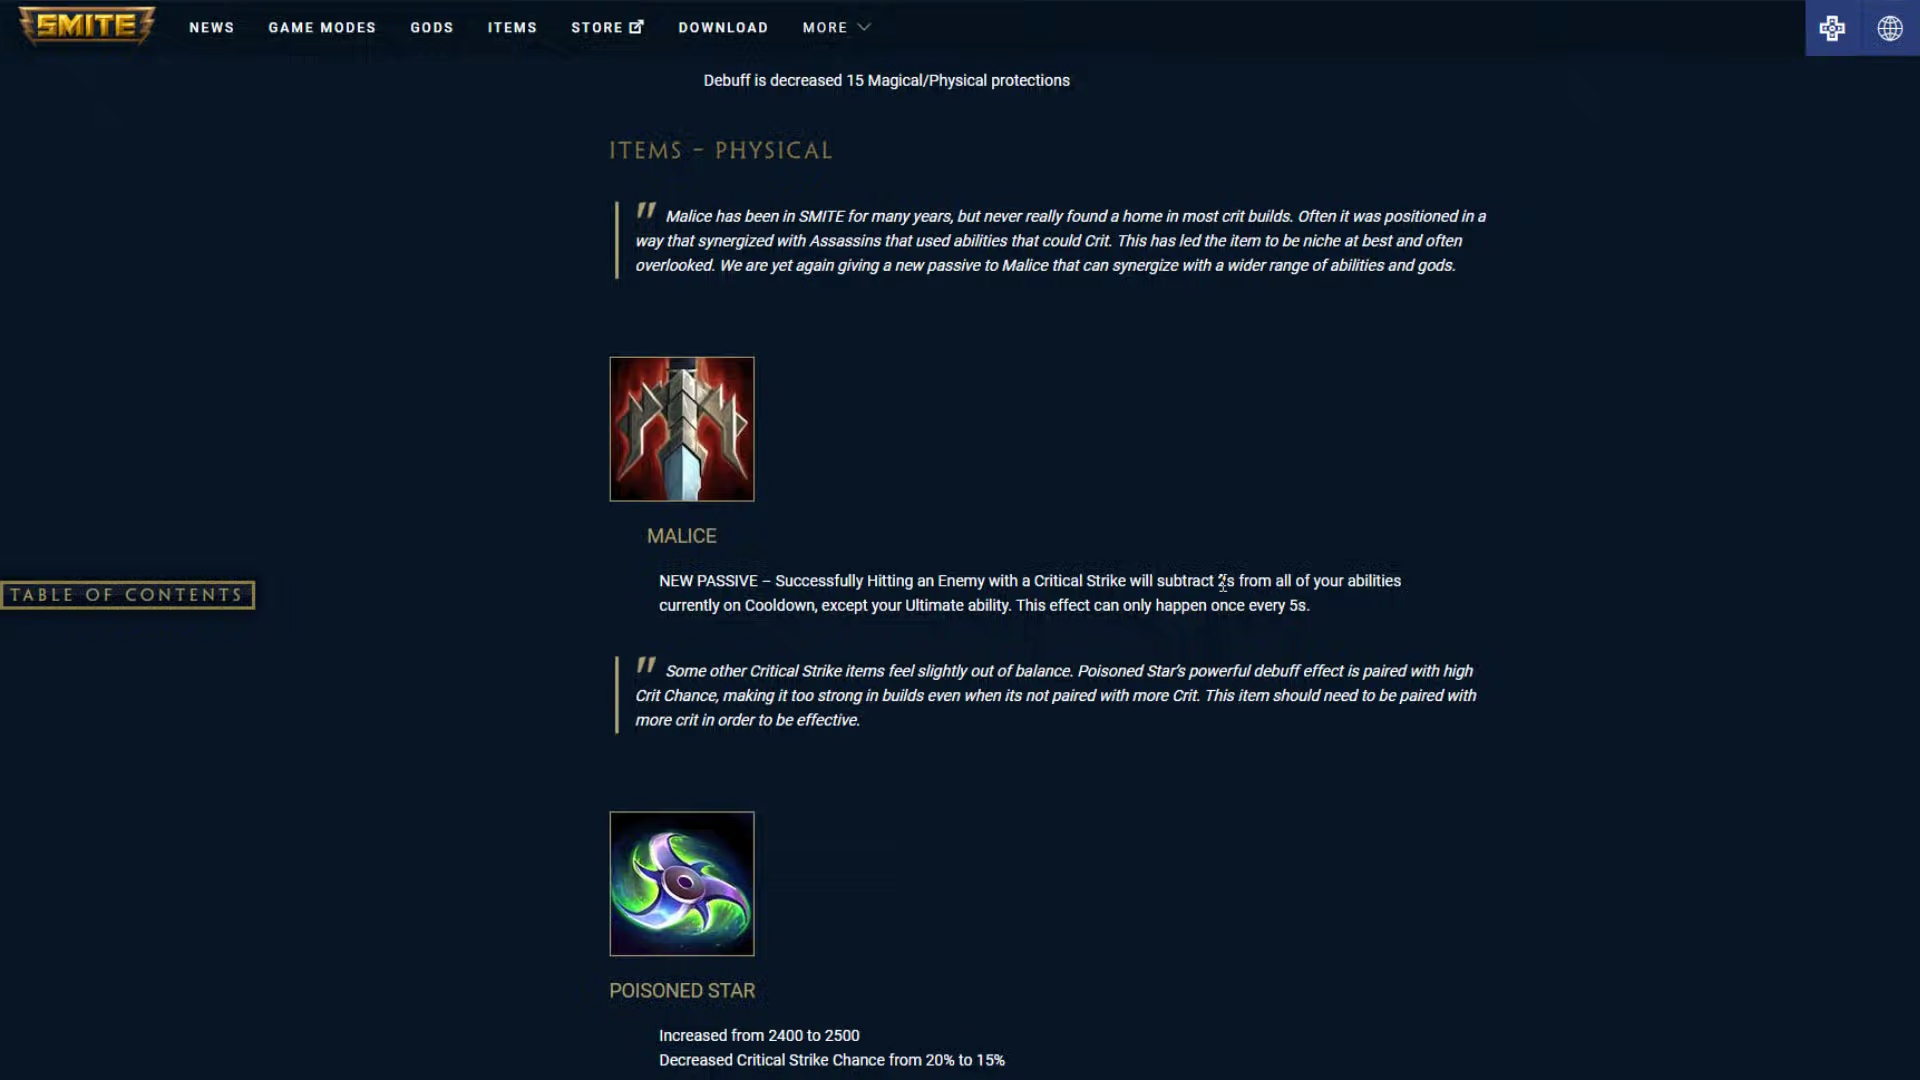 SMITE
NEWS
GAME MODES
GODS
ITEMS
STORE
DOWNLOAD
MORE
Debuff is decreased 15 Magical/Physical protections
ITEMS - PHYSICAL
" Malice has been in SMITE for many years, but never really found a home in most crit builds. Often it was positioned in a
way that synergized with Assassins that used abilities that could Crit. This has led the item to be niche at best and often
overlooked. We are yet again giving a new passive to Malice that can synergize with a wider range of abilities and gods.
MALICE
NEW PASSIVE – Successfully Hitting an Enemy with a Critical Strike will subtract 2s from all of your abilities
currently on Cooldown, except your Ultimate ability. This effect can only happen once every 5s.
TABLE OF CONTENTS
" Some other Critical Strike items feel slightly out of balance. Poisoned Star's powerful debuff effect is paired with high
Crit Chance, making it too strong in builds even when its not paired with more Crit. This item should need to be paired with
more crit in order to be effective.
POISONED STAR
Increased from 2400 to 2500
Decreased Critical Strike Chance from 20% to 15%